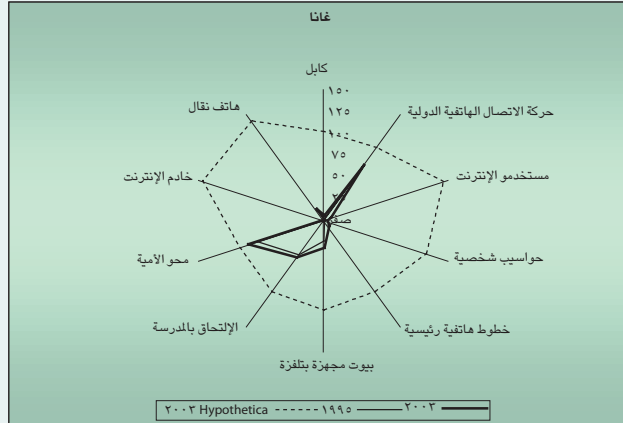 غانا
كابل
١٥٠
١٢٥
١٠٠
٧٥
٥٠
صفر
حركة الاتصال الهاتفية الدولية
مستخدمو الإنترنت
حواسيب شخصية
خطوط هاتفية رئيسية
بيوت مجهزة بتلفزة
الإلتحاق بالمدرسة
محو الأمية
خادم الإنترنت
هاتف نقال
٢٠٠٣ Hypothetica ١٩٩٥ ٢٠٠٣